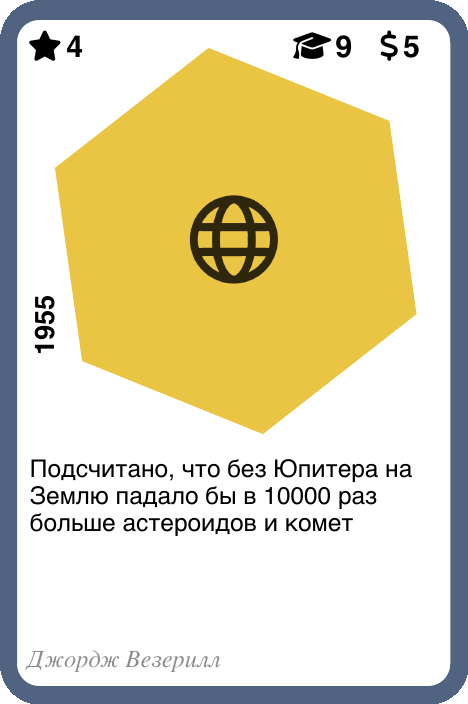 4 9 $5
1955
Подсчитано, что без Юпитера на
Землю падало бы в 10000 раз
больше астероидов и комет
Джордж Везерилл